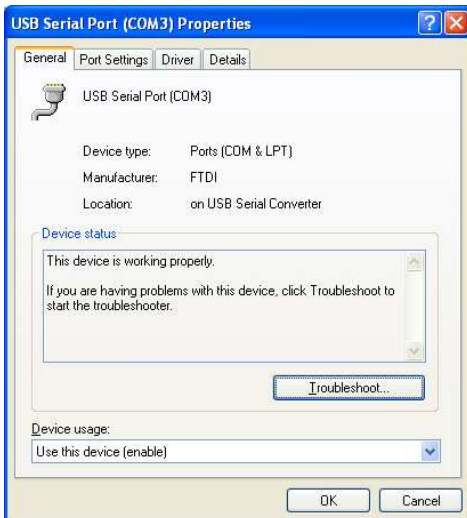 USB Serial Port (COM3) Properties
General Port Settings Driver Details
USB Serial Port (COM3)
Device type: Ports (COM & LPT)
Manufacturer: FTDI
Location: on USB Serial Converter
Device status
This device is working properly.
If you are having problems with this device, click Troubleshoot to
start the troubleshooter.
Troubleshoot...
Device usage:
Use this device (enable)
OK Cancel